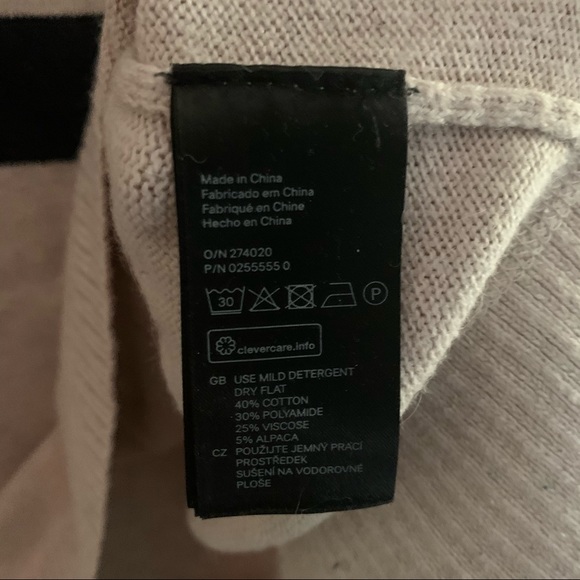 Made in China
Fabricado em China
Fabriqué en Chine
Hecho en China
O/N 274020
P/N 0255555 0
30 P
clevercare.info
GB USE MILD DETERGENT
DRY FLAT
40% COTTON
30% POLYAMIDE
25% VISCOSE
5% ALPACA
CZ POUŽIJTE JEMNÝ PRACÍ
PROSTŘEDEK
SUŠENÍ NA VODOROVNÉ
PLOŠE